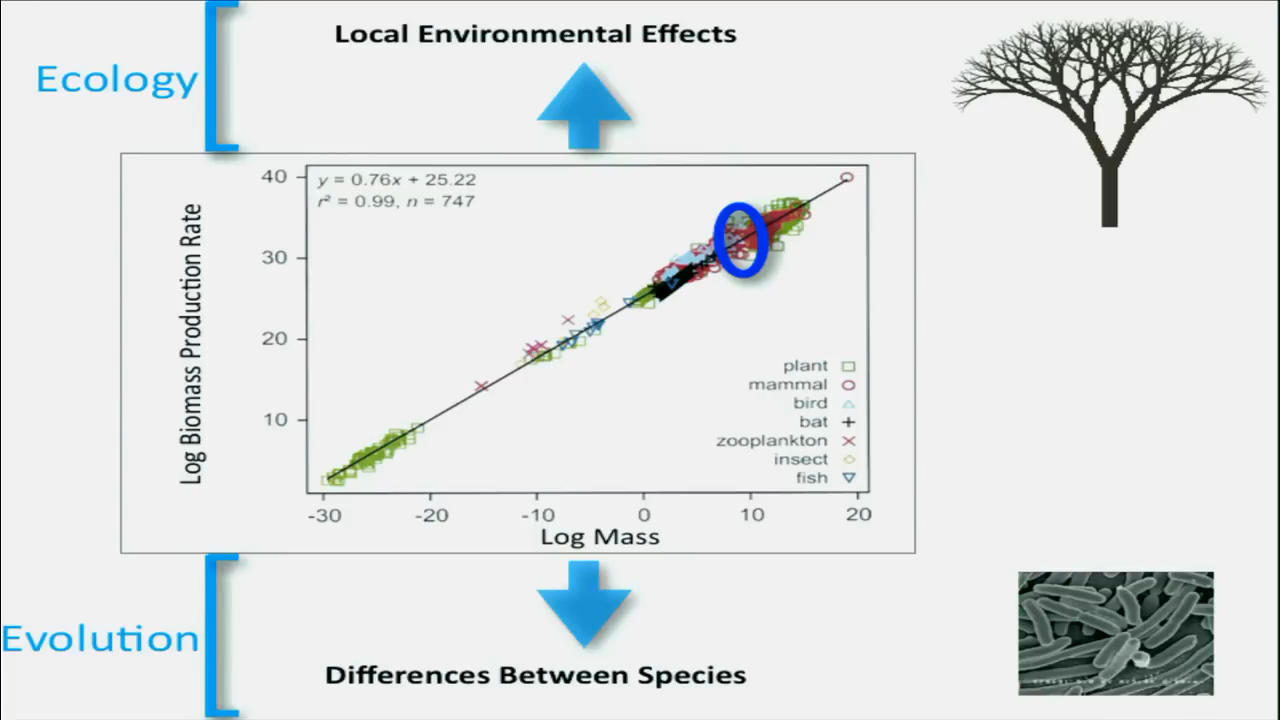 Local Environmental Effects
Ecology
y = 0.76x + 25.22
r² = 0.99, n = 747
Log Biomass Production Rate
40
30
20
10
plant
mammal
bird
bat
zooplankton
insect
fish
-30 -20 -10 0 10 20
Log Mass
Evolution
Differences Between Species